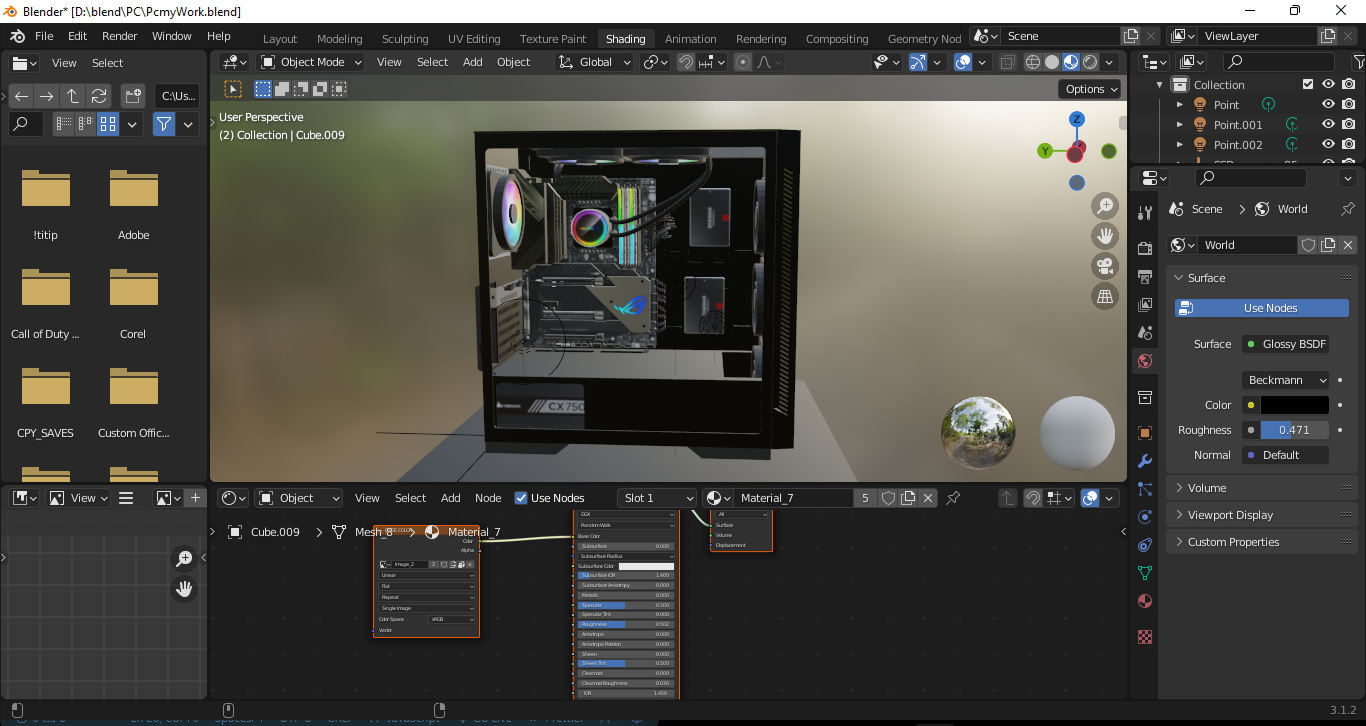 Blender* [D:\blend\PC\PcmyWork.blend]
File Edit Render Window Help Layout Modeling Sculpting UV Editing Texture Paint Shading Animation Rendering Compositing Geometry Nod Scene ViewLayer
View Select
Object Mode View Select Add Object Global
C:\Us...
Options
User Perspective
(2) Collection | Cube.009
Z
Y
CX750
!titip
Adobe
Call of Duty ...
Corel
CPY_SAVES
Custom Offic...
Collection
Point
Point.001
Point.002
Scene World
World
Surface
Use Nodes
Surface Glossy BSDF
Beckmann
Color
Roughness 0.471
Normal Default
Volume
Viewport Display
Custom Properties
View
Object View Select Add Node Use Nodes Slot 1 Material_7 5
Cube.009 Mesh_8 Material_7
Color
Alpha
Image_2 2
Linear
Flat
Repeat
Single Image
Color Space sRGB
Vector
GGX
Random Walk
Base Color
Subsurface 0.000
Subsurface Radius
Subsurface Color
Subsurface IOR 1.400
Subsurface Anisotropy 0.000
Metallic 0.000
Specular 0.500
Specular Tint 0.000
Roughness 0.502
Anisotropic 0.000
Anisotropic Rotation 0.000
Sheen 0.000
Sheen Tint 0.500
Clearcoat 0.000
Clearcoat Roughness 0.030
IOR 1.450
All
Surface
Volume
Displacement
3.1.2